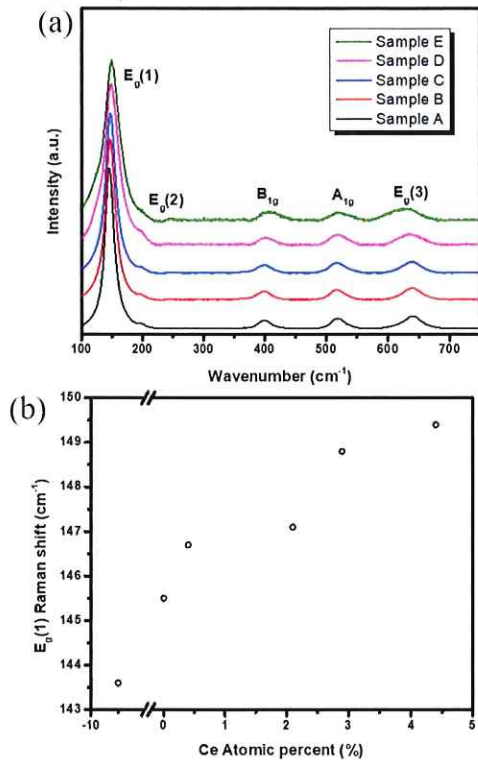 (a)
Sample E
Sample D
Sample C
Sample B
Sample A
E_g(1)
E_g(2)
B_1g
A_1g
E_g(3)
Intensity (a.u.)
100 200 300 400 500 600 700
Wavenumber (cm⁻¹)
(b)
150
149
148
147
146
145
144
143
E_g(1) Raman shift (cm⁻¹)
-10 0 1 2 3 4 5
Ce Atomic percent (%)